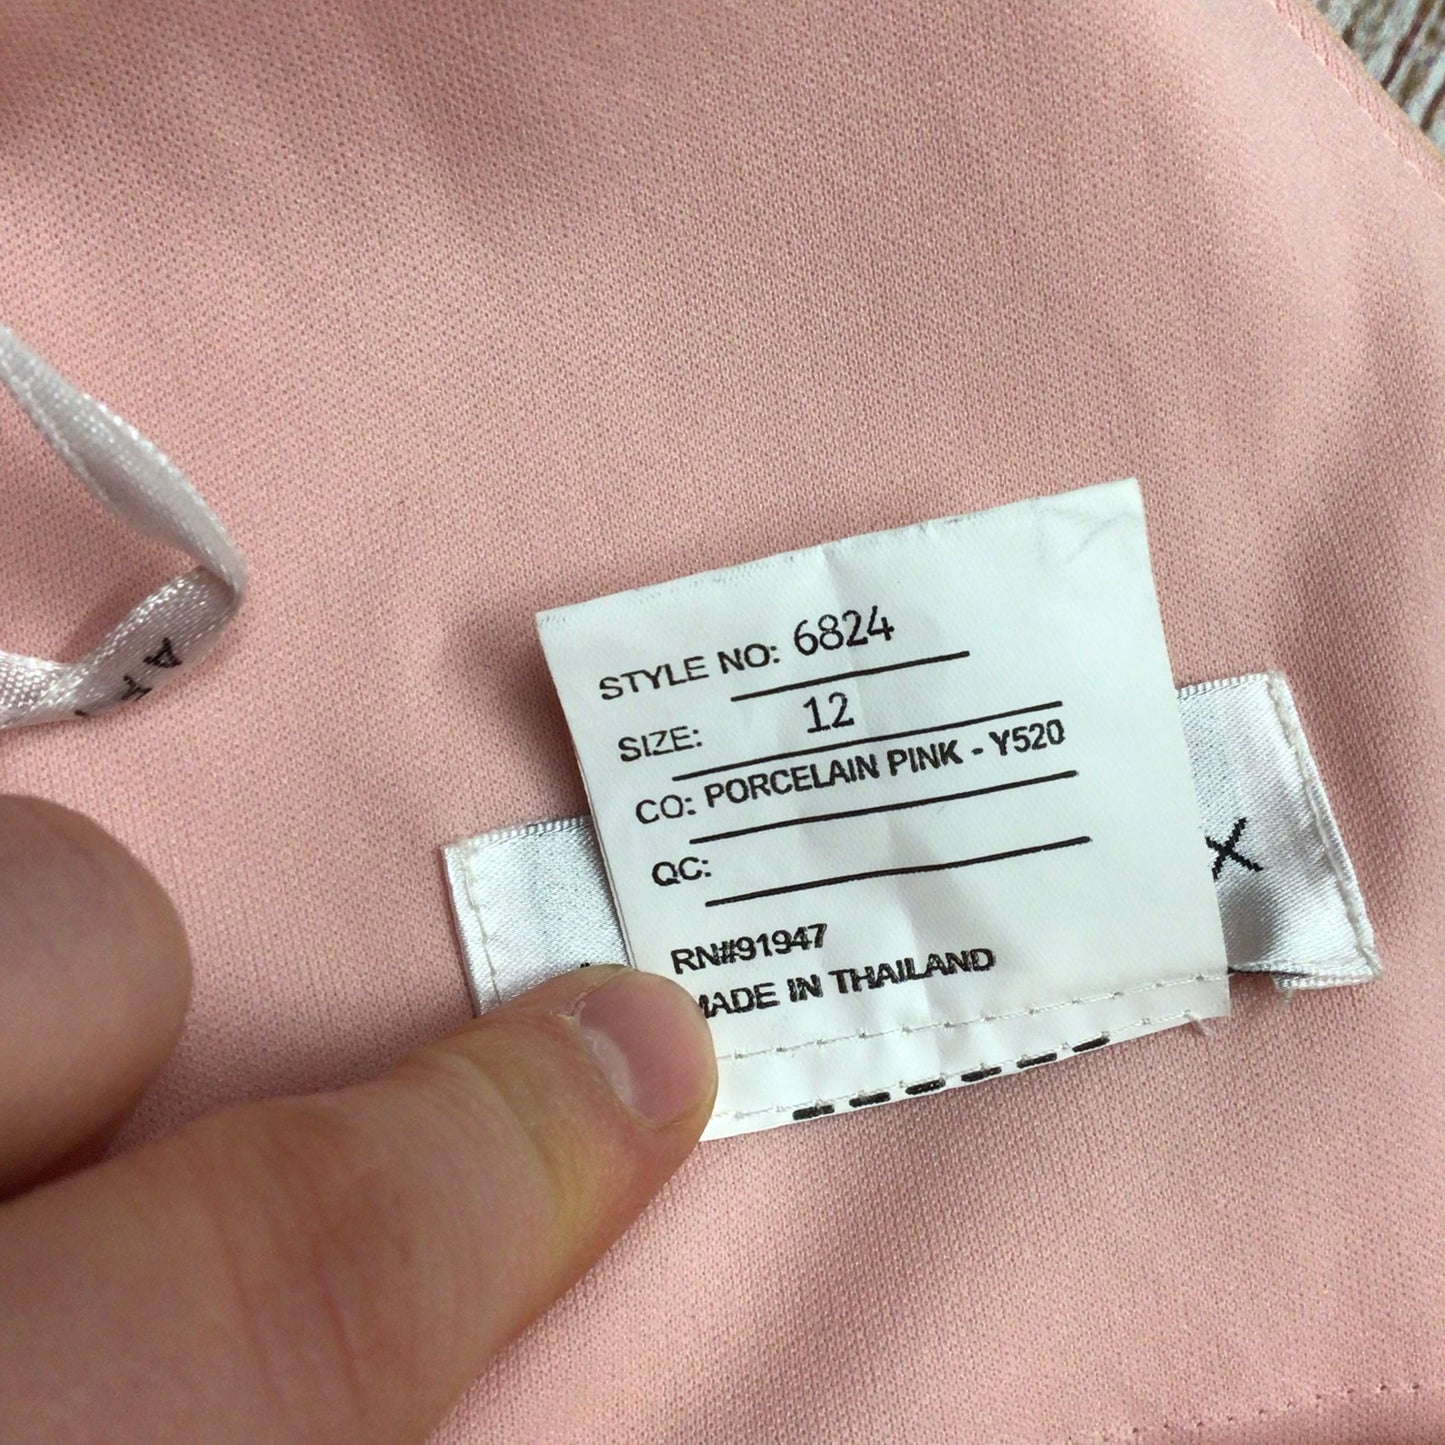 STYLE NO: 6824
SIZE: 12
CO: PORCELAIN PINK - Y520
QC:
RN#91947
MADE IN THAILAND
X